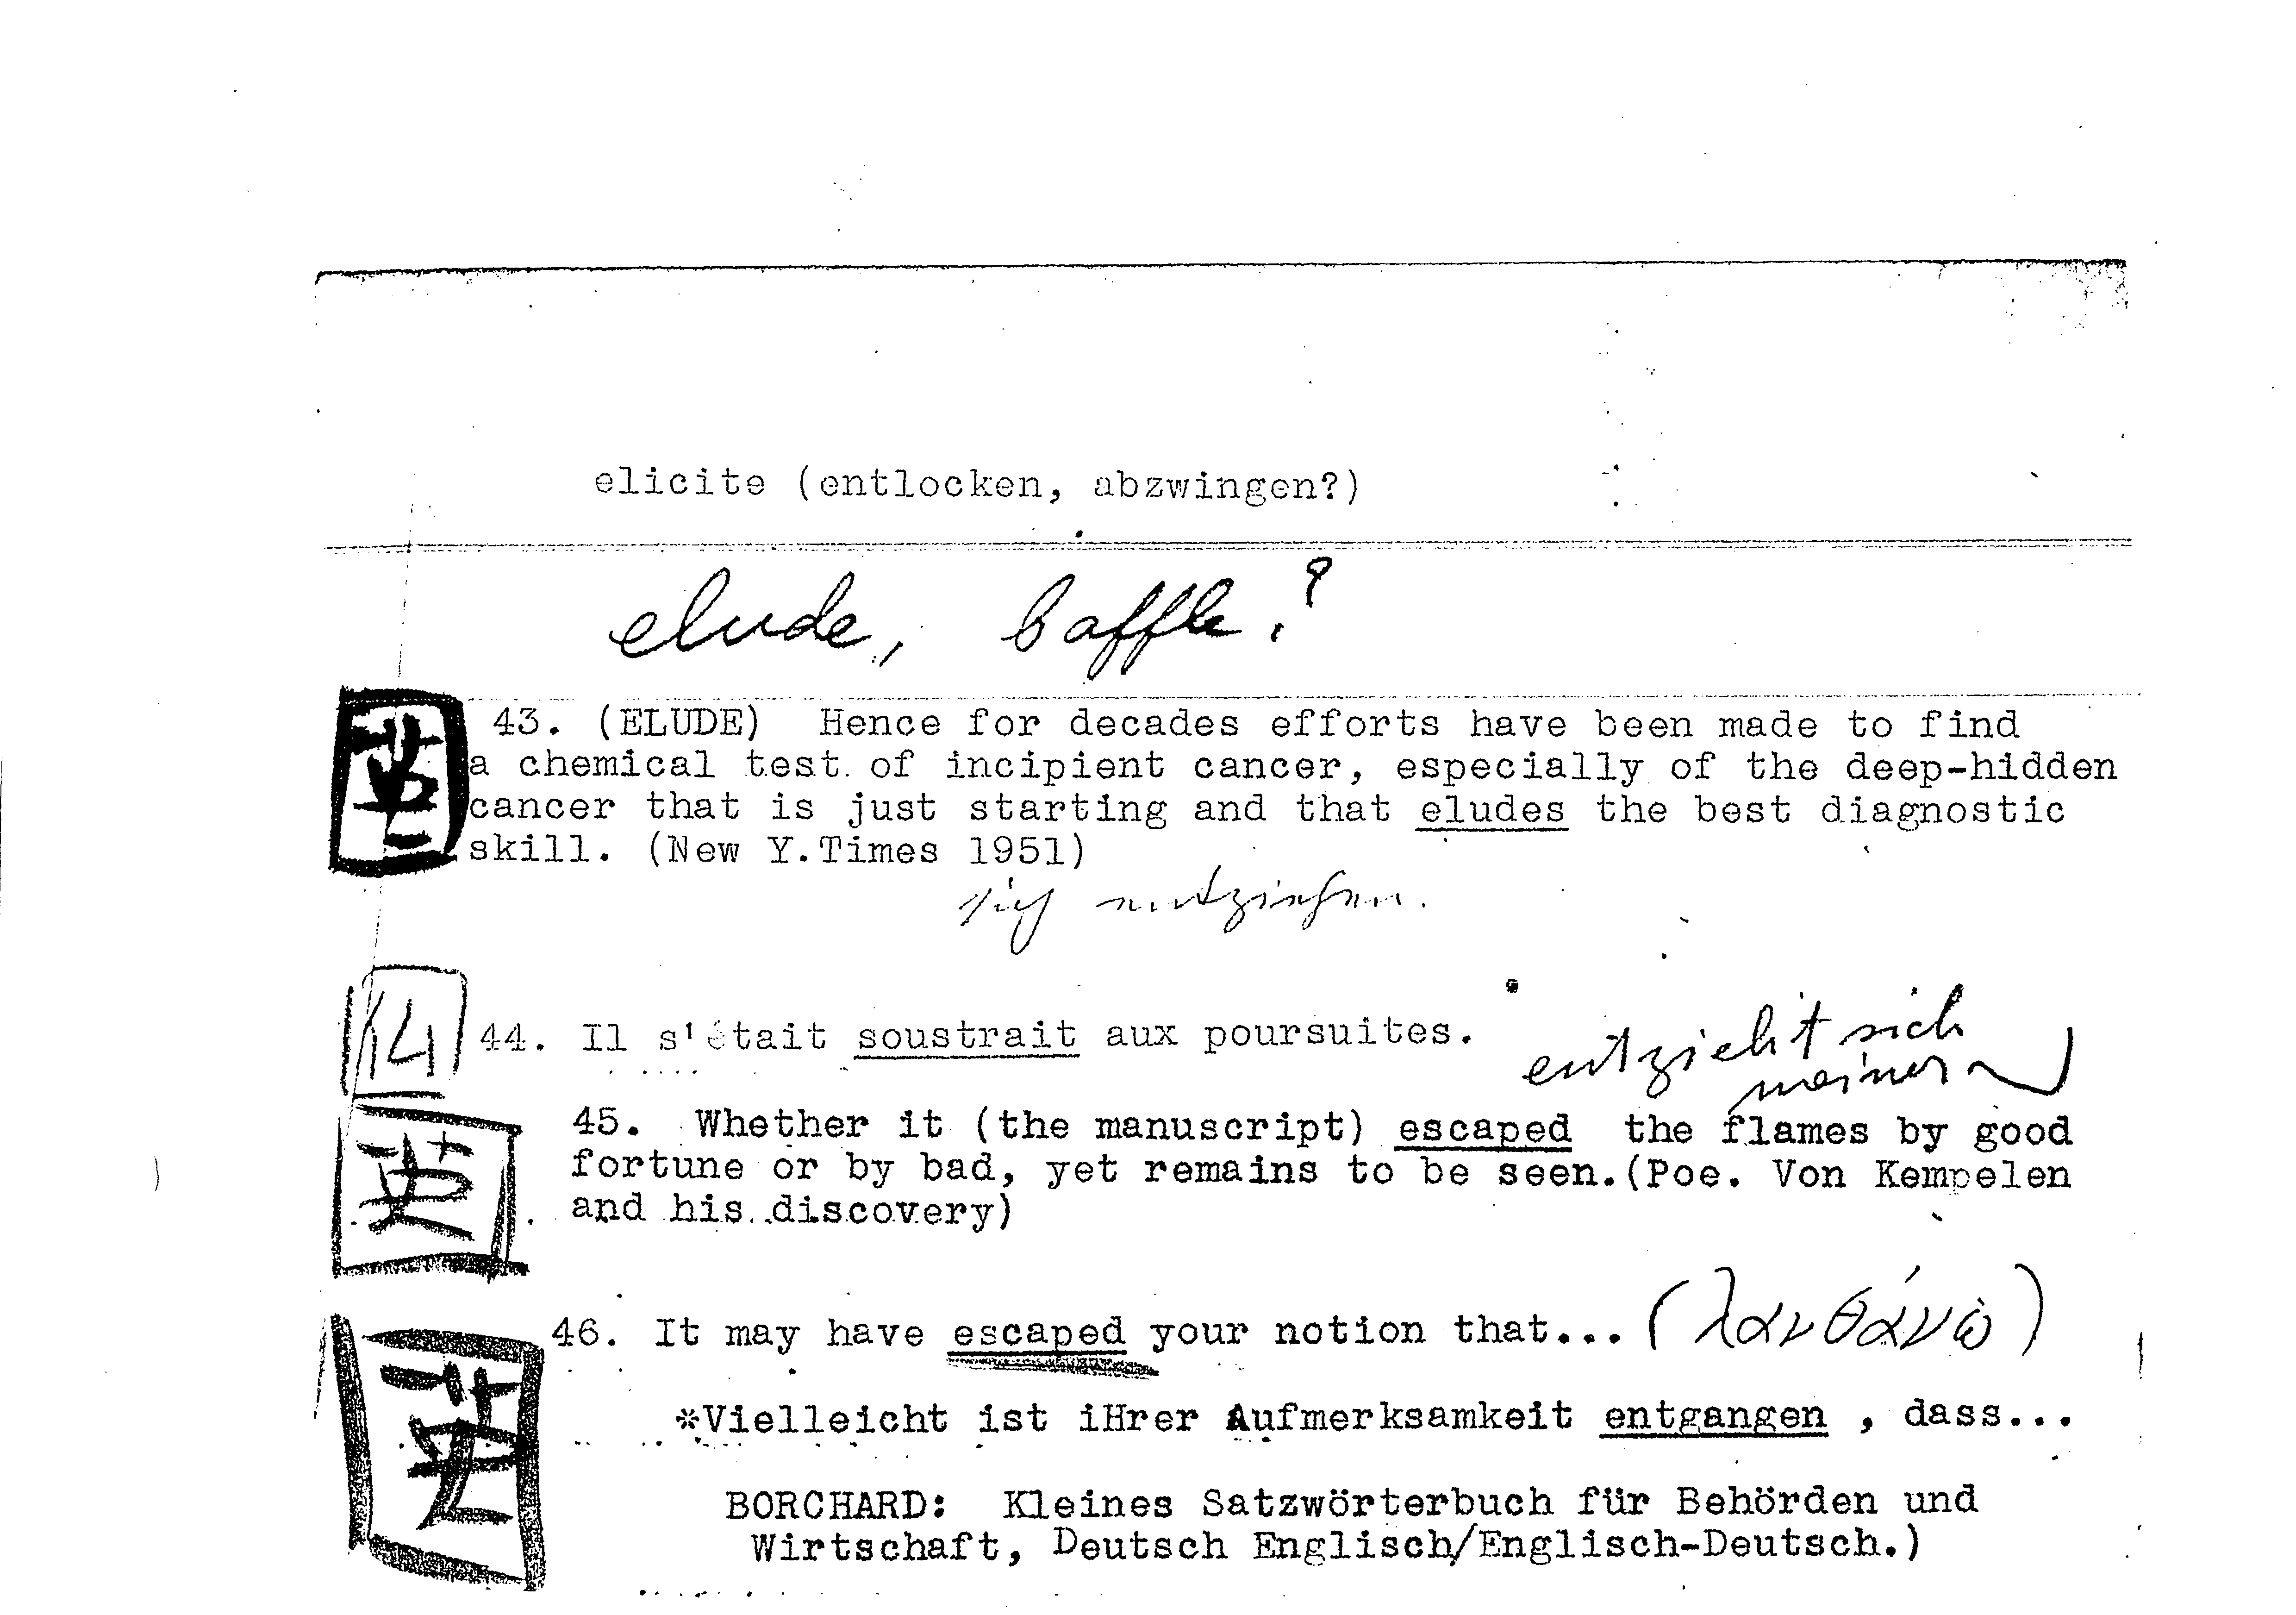 elicite (entlocken, abzwingen?)
elude, baffle?
43. (ELUDE) Hence for decades efforts have been made to find
a chemical test of incipient cancer, especially of the deep-hidden
cancer that is just starting and that eludes the best diagnostic
skill. (New Y.Times 1951)
sich entziehen.
44. Il s'était soustrait aux poursuites.
entzieht sich
meiner
45. Whether it (the manuscript) escaped the flames by good
fortune or by bad, yet remains to be seen.(Poe. Von Kempelen
and his discovery)
46. It may have escaped your notion that... (λανθάνω)
*Vielleicht ist iHrer Aufmerksamkeit entgangen , dass...
BORCHARD: Kleines Satzwörterbuch für Behörden und
Wirtschaft, Deutsch Englisch/Englisch-Deutsch.)